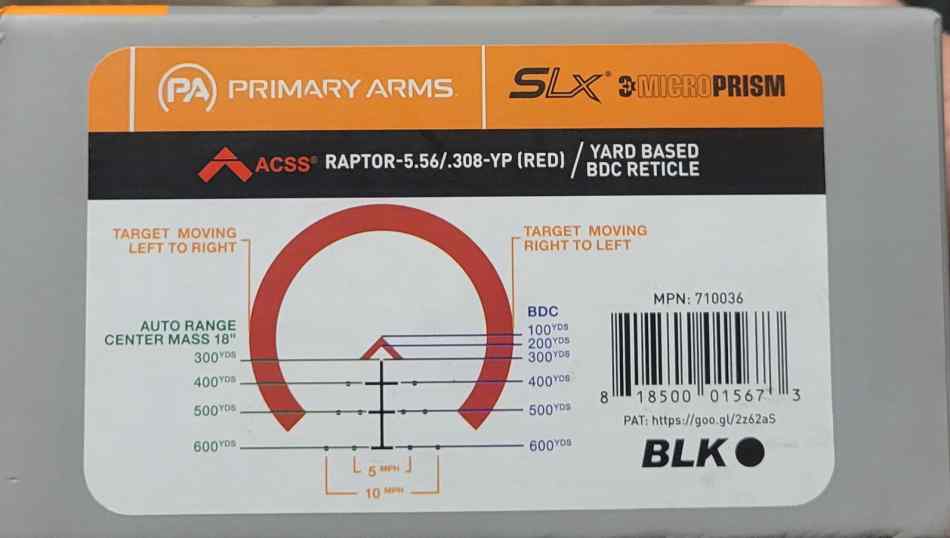 PA PRIMARY ARMS
SLx® 3x MICROPRISM
ACSS® RAPTOR-5.56/.308-YP (RED) / YARD BASED
BDC RETICLE
TARGET MOVING
LEFT TO RIGHT
TARGET MOVING
RIGHT TO LEFT
AUTO RANGE
CENTER MASS 18"
300YDS
400YDS
500YDS
600YDS
BDC
100YDS
200YDS
300YDS
400YDS
500YDS
600YDS
5 MPH
10 MPH
MPN: 710036
8 18500 01567 3
PAT: https://goo.gl/2z62aS
BLK